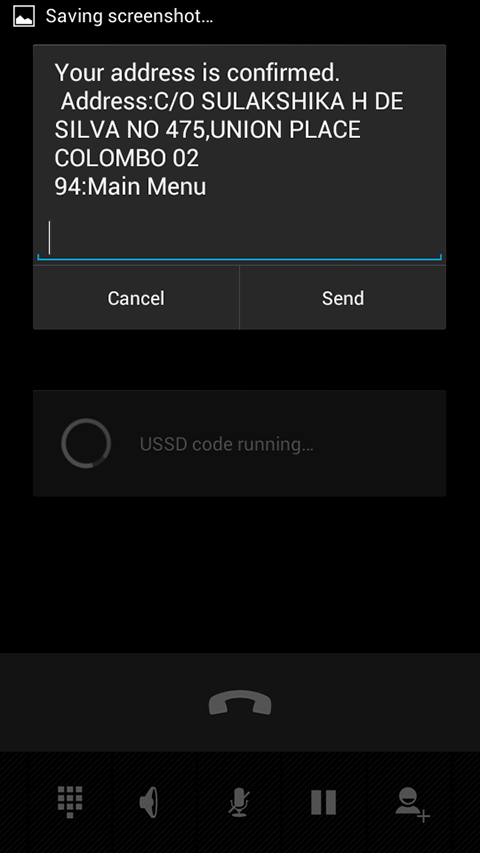 Saving screenshot...
Your address is confirmed.
Address:C/O SULAKSHIKA H DE
SILVA NO 475,UNION PLACE
COLOMBO 02
94:Main Menu
Cancel
Send
USSD code running...